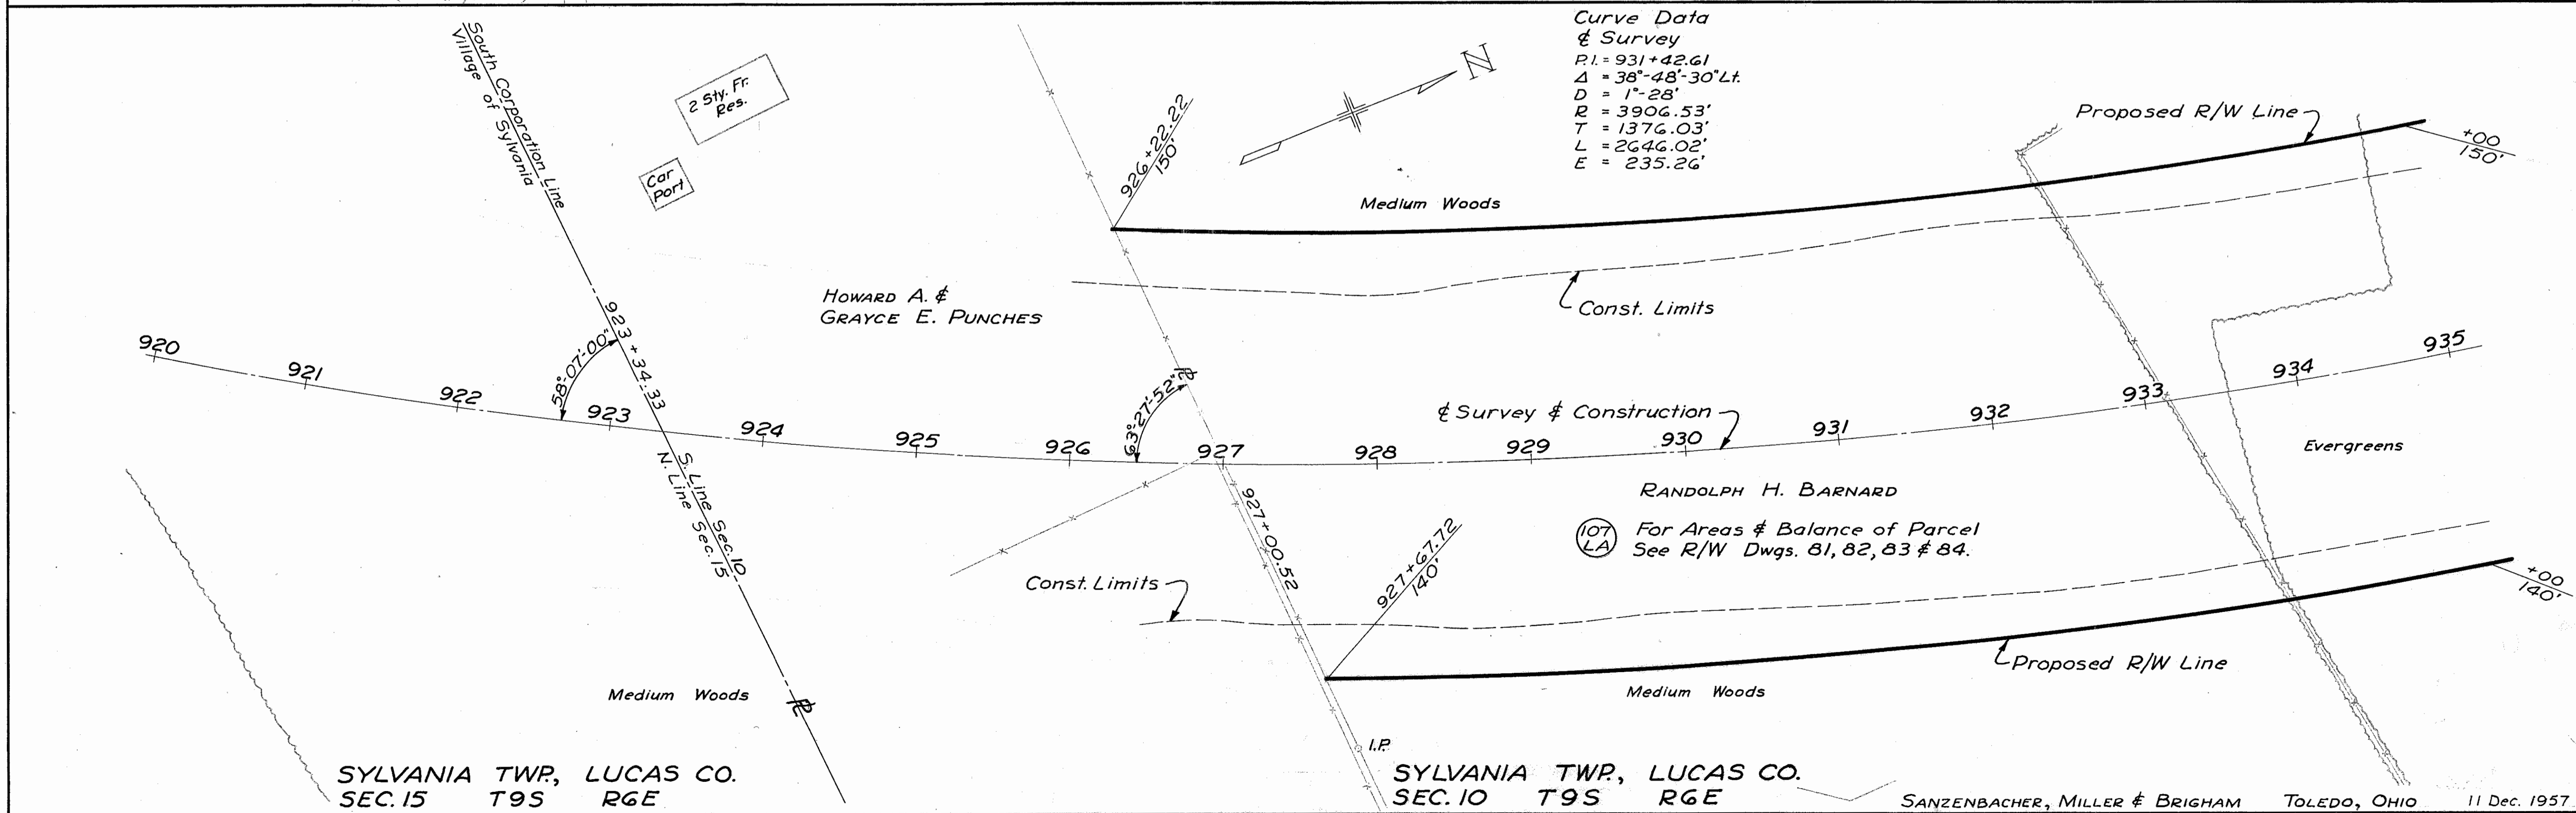 South Corporation Line
Village of Sylvania
2 Sty. Fr.
Res.
Car
Port
N
Curve Data
℄ Survey
P.I. = 931+42.61
Δ = 38°-48'-30" Lt.
D = 1°-28'
R = 3906.53'
T = 1376.03'
L = 2646.02'
E = 235.26'
Proposed R/W Line
+00
150'
926+22.22
150'
Medium Woods
HOWARD A. &
GRAYCE E. PUNCHES
Const. Limits
923+34.33
58°-07'-00"
63°-27'-52"
℄ Survey & Construction
920 921 922 923 924 925 926 927 928 929 930 931 932 933 934 935
Evergreens
S. Line Sec. 10
N. Line Sec. 15
927+00.52
RANDOLPH H. BARNARD
107
LA
For Areas & Balance of Parcel
See R/W Dwgs. 81, 82, 83 & 84.
927+67.72
140'
Const. Limits
+00
140'
Proposed R/W Line
Medium Woods
PL
Medium Woods
PL
I.P.
SYLVANIA TWP., LUCAS CO.
SEC. 15 T9S R6E
SYLVANIA TWP., LUCAS CO.
SEC. 10 T9S R6E
SANZENBACHER, MILLER & BRIGHAM TOLEDO, OHIO 11 Dec. 1957